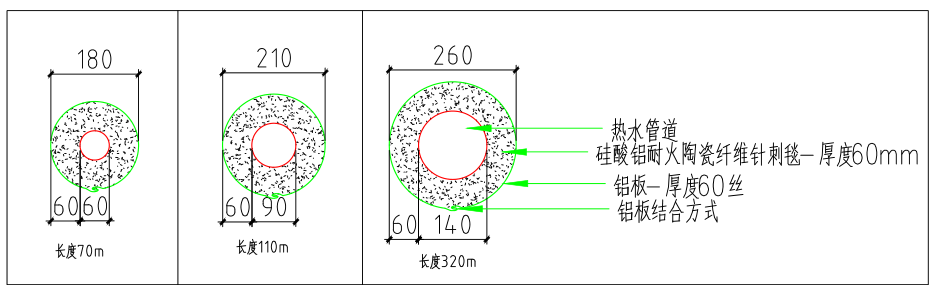 180
60 60
长度70m
210
60 90
长度110m
260
60 140
长度320m
热水管道
硅酸铝耐火陶瓷纤维针刺毯-厚度60mm
铝板-厚度60丝
铝板结合方式